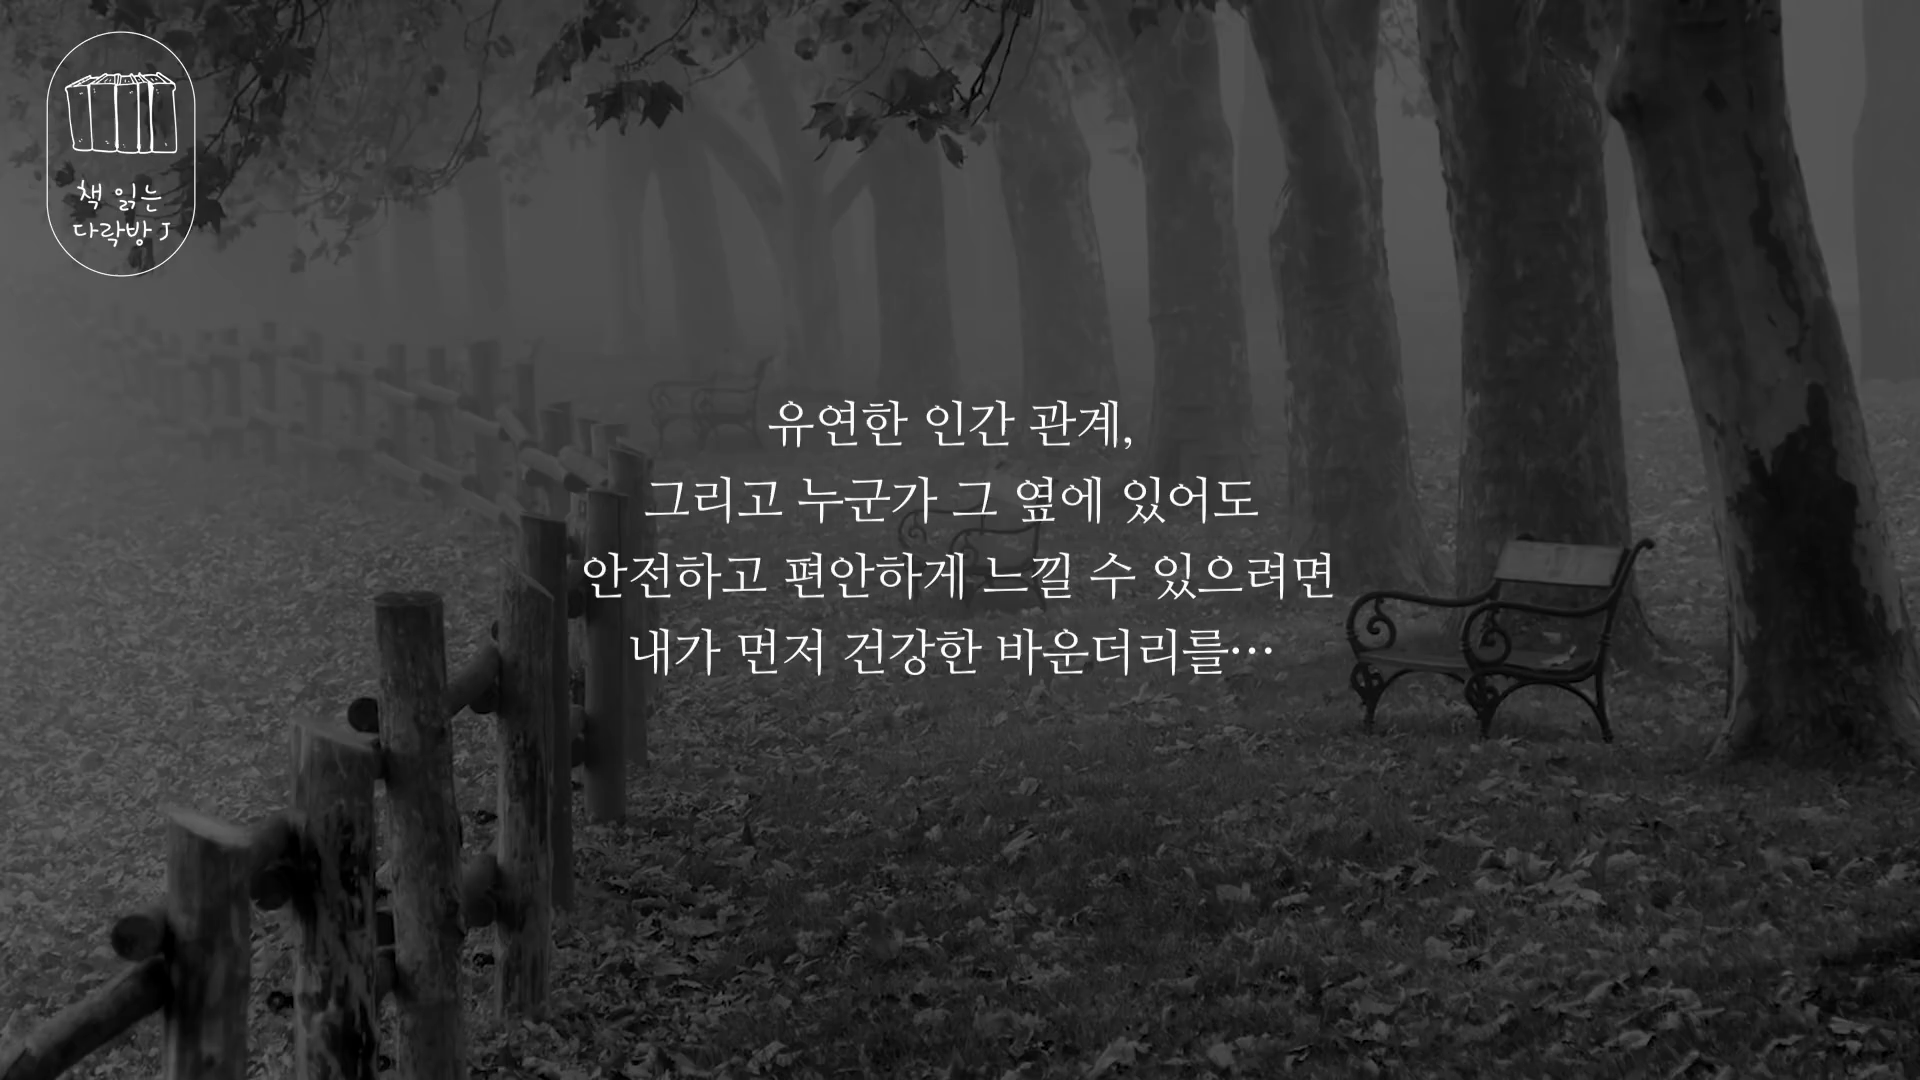 책 읽는
다락방 J
유연한 인간 관계,
그리고 누군가 그 옆에 있어도
안전하고 편안하게 느낄 수 있으려면
내가 먼저 건강한 바운더리를…